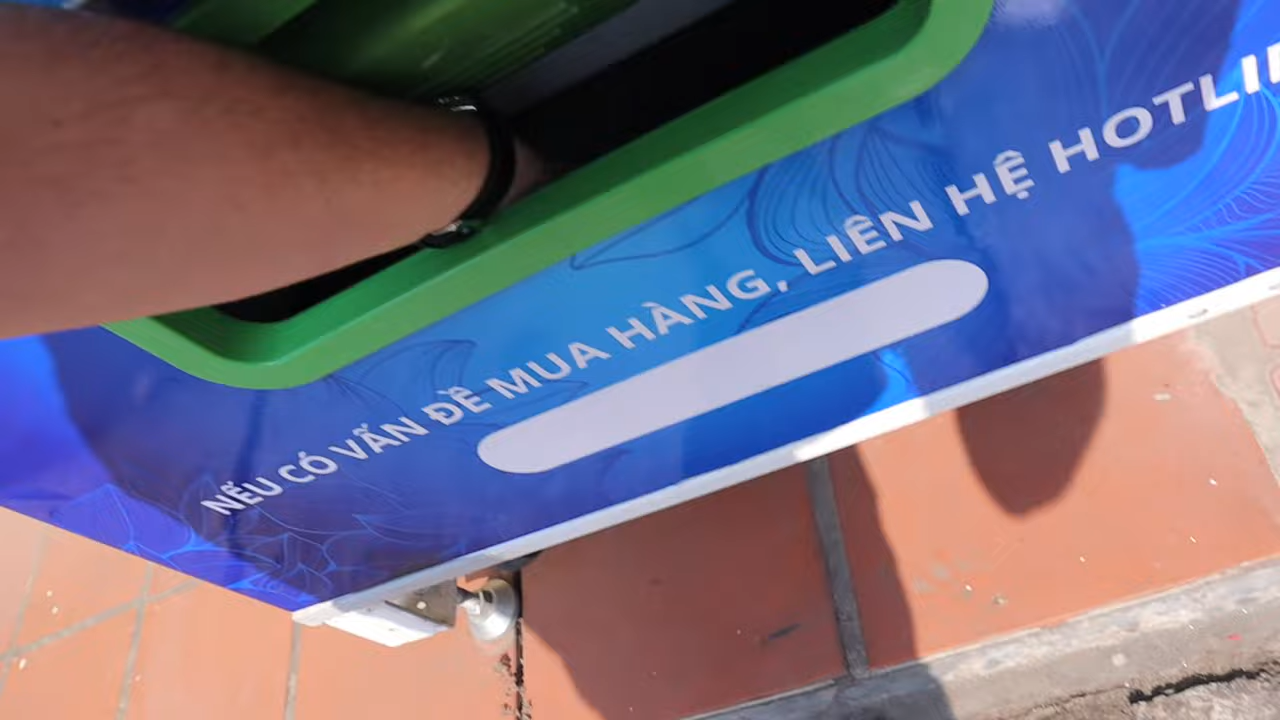 NẾU CÓ VẤN ĐỀ MUA HÀNG, LIÊN HỆ HOTLI